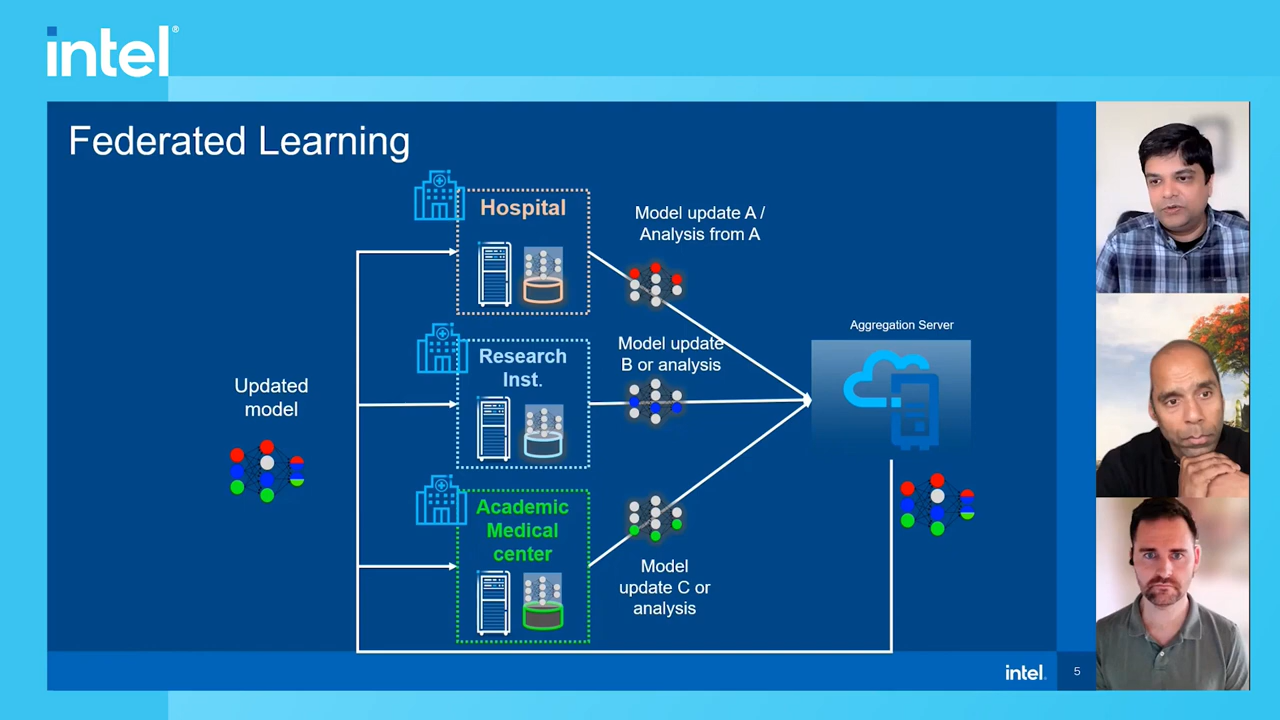 intel®
Federated Learning
Hospital
Model update A /
Analysis from A
Research
Inst.
Model update
B or analysis
Aggregation Server
Updated
model
Academic
Medical
center
Model
update C or
analysis
intel.
5